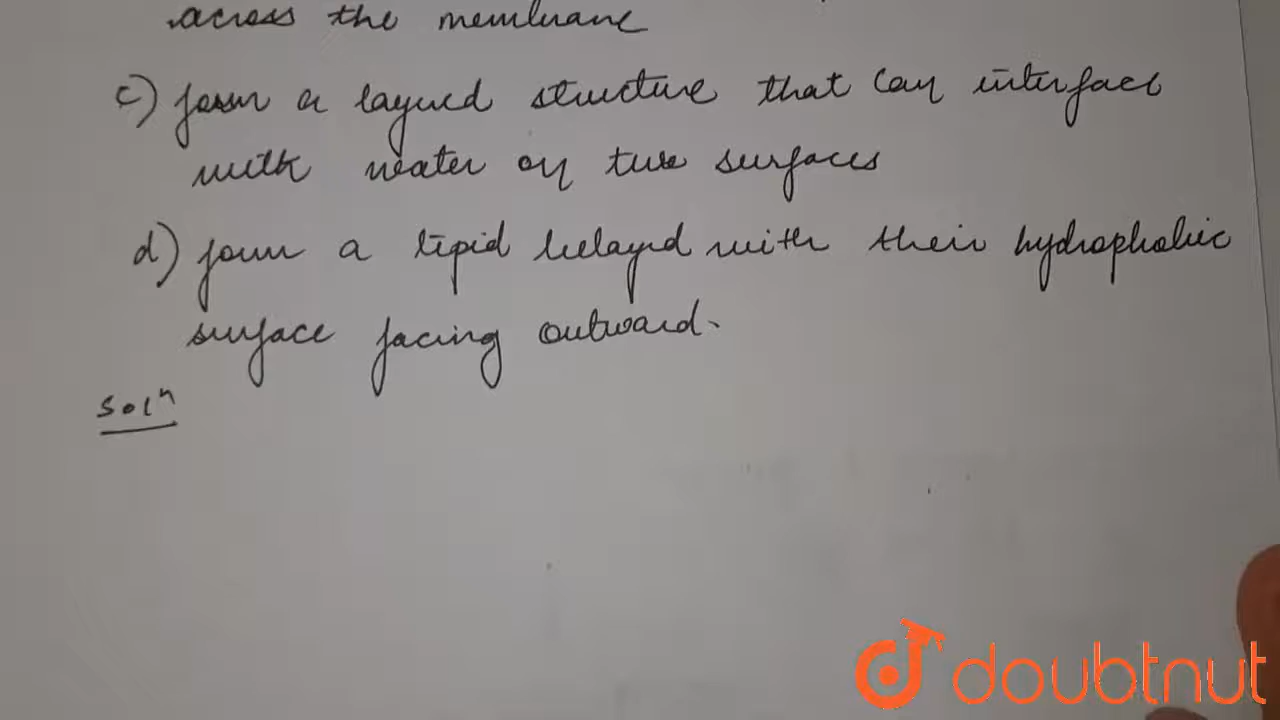 across the membrane
c) form a layered structure that can interface
with water on two surfaces
d) form a lipid bilayerd with their hydrophobic
surface facing outward.
Solⁿ
doubtnut